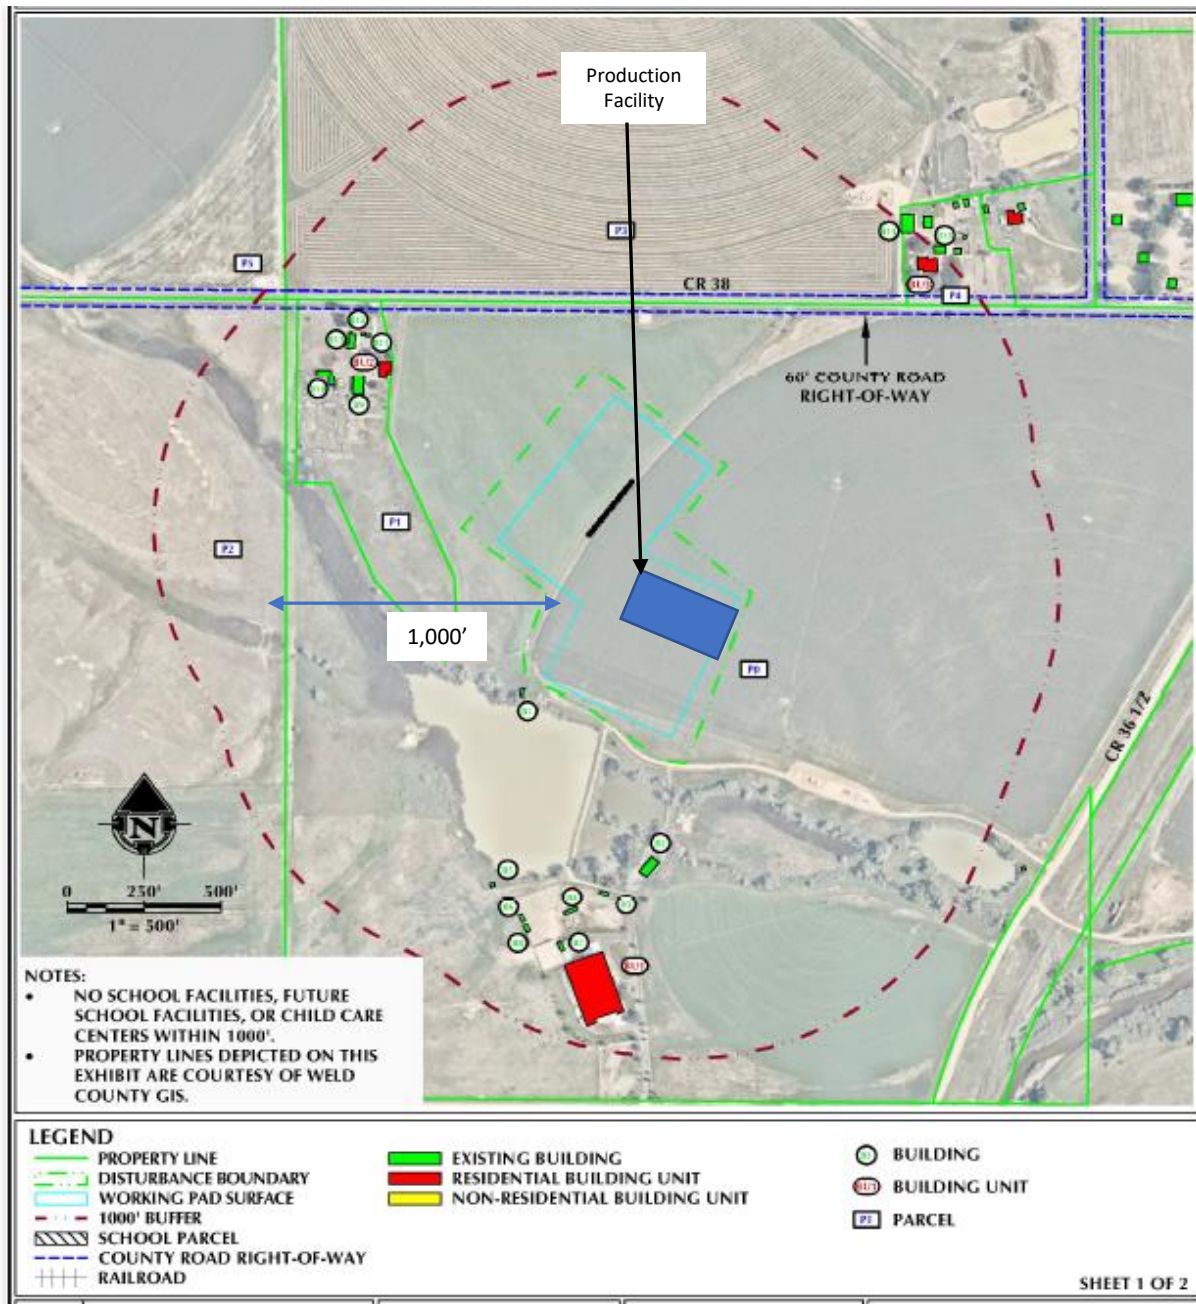 Production
Facility
P3
P5
CR 38
P4
60' COUNTY ROAD
RIGHT-OF-WAY
P1
P2
1,000'
P0
CR 36 1/2
N
0 250' 500'
1" = 500'
NOTES:
• NO SCHOOL FACILITIES, FUTURE
SCHOOL FACILITIES, OR CHILD CARE
CENTERS WITHIN 1000'.
• PROPERTY LINES DEPICTED ON THIS
EXHIBIT ARE COURTESY OF WELD
COUNTY GIS.
LEGEND
PROPERTY LINE
DISTURBANCE BOUNDARY
WORKING PAD SURFACE
1000' BUFFER
SCHOOL PARCEL
COUNTY ROAD RIGHT-OF-WAY
RAILROAD
EXISTING BUILDING
RESIDENTIAL BUILDING UNIT
NON-RESIDENTIAL BUILDING UNIT
BUILDING
BUILDING UNIT
PARCEL
SHEET 1 OF 2